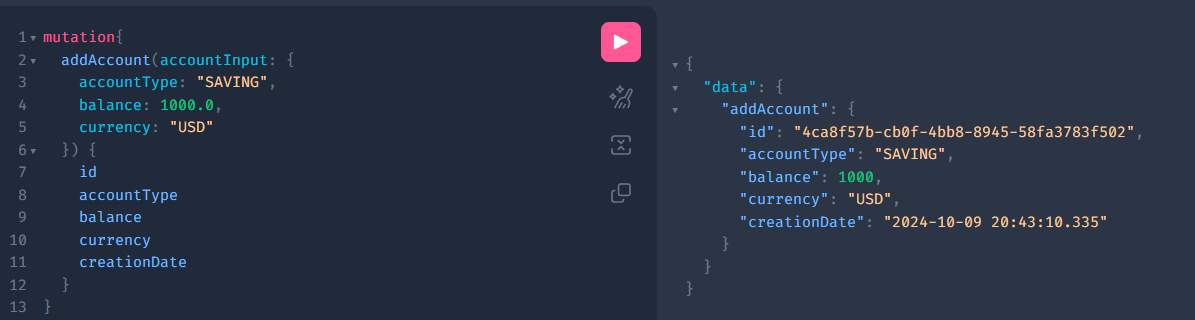 1 mutation{
2 addAccount(accountInput: {
3 accountType: "SAVING",
4 balance: 1000.0,
5 currency: "USD"
6 }) {
7 id
8 accountType
9 balance
10 currency
11 creationDate
12 }
13 }
{
"data": {
"addAccount": {
"id": "4ca8f57b-cb0f-4bb8-8945-58fa3783f502",
"accountType": "SAVING",
"balance": 1000,
"currency": "USD",
"creationDate": "2024-10-09 20:43:10.335"
}
}
}